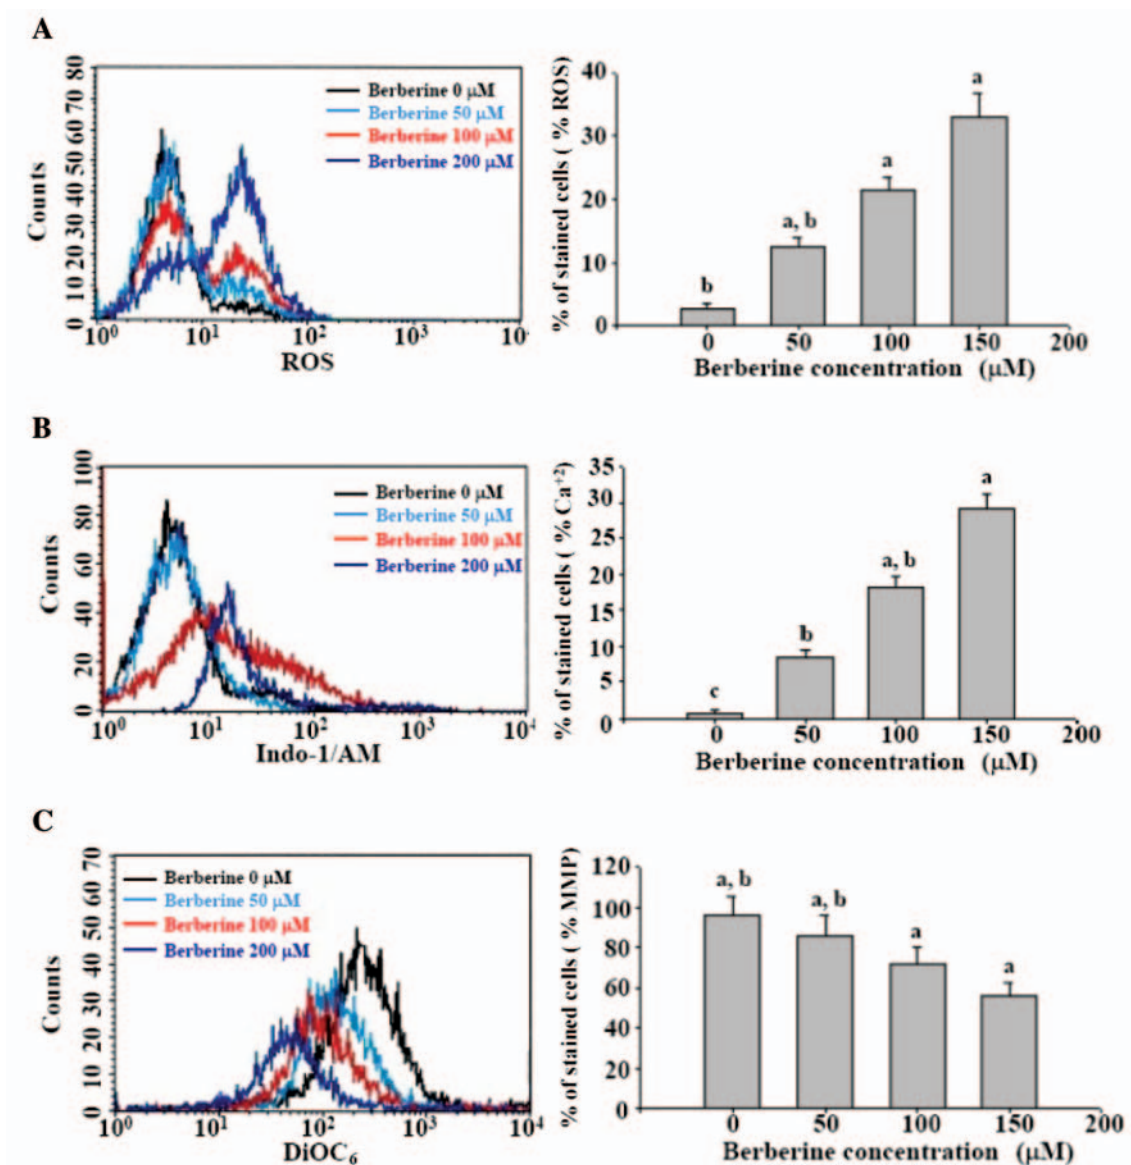 A
80
70
60
50
40
30
20
10
0
Counts
10⁰ 10¹ 10² 10³ 10
ROS
Berberine 0 μM
Berberine 50 μM
Berberine 100 μM
Berberine 200 μM
% of stained cells ( % ROS)
40
30
20
10
0
b
a, b
a
a
0 50 100 150 200
Berberine concentration (μM)
B
100
80
60
40
20
0
Counts
10⁰ 10¹ 10² 10³ 10⁴
Indo-1/AM
Berberine 0 μM
Berberine 50 μM
Berberine 100 μM
Berberine 200 μM
% of stained cells ( % Ca⁺²)
35
30
25
20
15
10
5
0
c
b
a, b
a
0 50 100 150 200
Berberine concentration (μM)
C
70
60
50
40
30
20
10
0
Counts
10⁰ 10¹ 10² 10³ 10⁴
DiOC₆
Berberine 0 μM
Berberine 50 μM
Berberine 100 μM
Berberine 200 μM
% of stained cells ( % MMP)
120
100
80
60
40
20
0
a, b
a, b
a
a
0 50 100 150 200
Berberine concentration (μM)